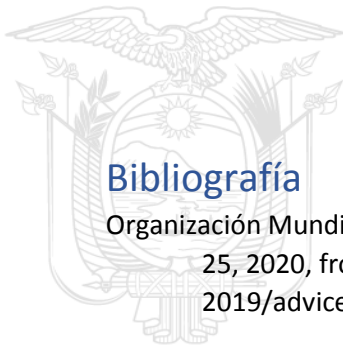 Bibliografía
Organización Mundi
25, 2020, fro
2019/advice